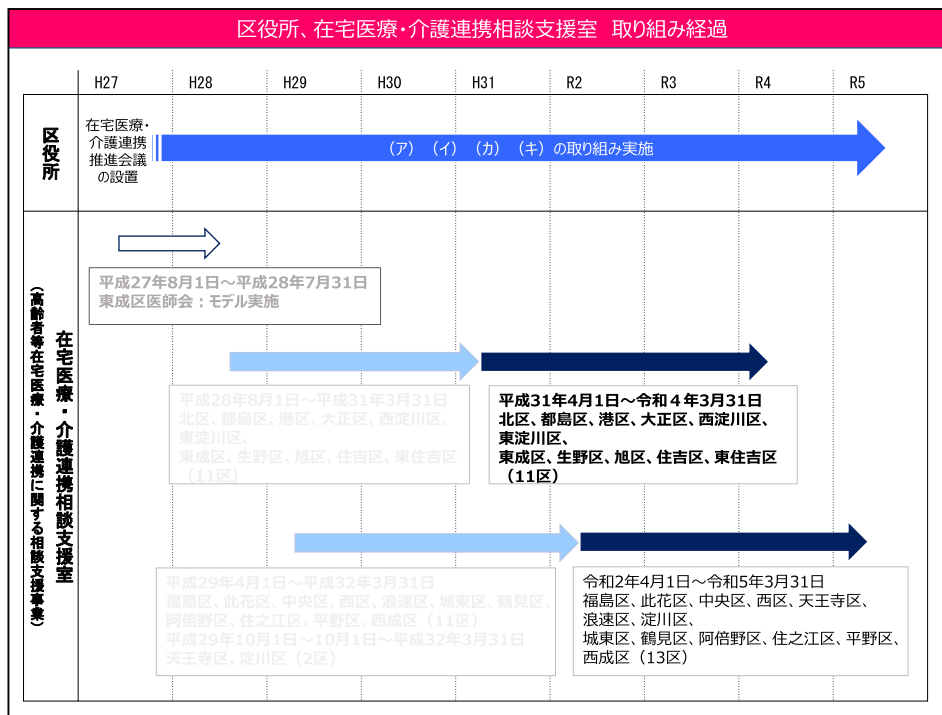 区役所、在宅医療・介護連携相談支援室 取り組み経過
H27 H28 H29 H30 H31 R2 R3 R4 R5
区役所
在宅医療・
介護連携
推進会議
の設置
（ア）（イ）（カ）（キ）の取り組み実施
在宅医療・介護連携相談支援室
（高齢者等在宅医療・介護連携に関する相談支援事業）
平成27年8月1日～平成28年7月31日
東成区医師会：モデル実施
平成28年8月1日～平成31年3月31日
北区、都島区、港区、大正区、西淀川区、
東淀川区、
東成区、生野区、旭区、住吉区、東住吉区
（11区）
平成31年4月1日～令和４年3月31日
北区、都島区、港区、大正区、西淀川区、
東淀川区、
東成区、生野区、旭区、住吉区、東住吉区
（11区）
平成29年4月1日～平成32年3月31日
福島区、此花区、中央区、西区、浪速区、城東区、鶴見区、
阿倍野区、住之江区、平野区、西成区（11区）
平成29年10月1日～10月1日～平成32年3月31日
天王寺区、淀川区（2区）
令和2年4月1日～令和5年3月31日
福島区、此花区、中央区、西区、天王寺区、
浪速区、淀川区、
城東区、鶴見区、阿倍野区、住之江区、平野区、
西成区（13区）